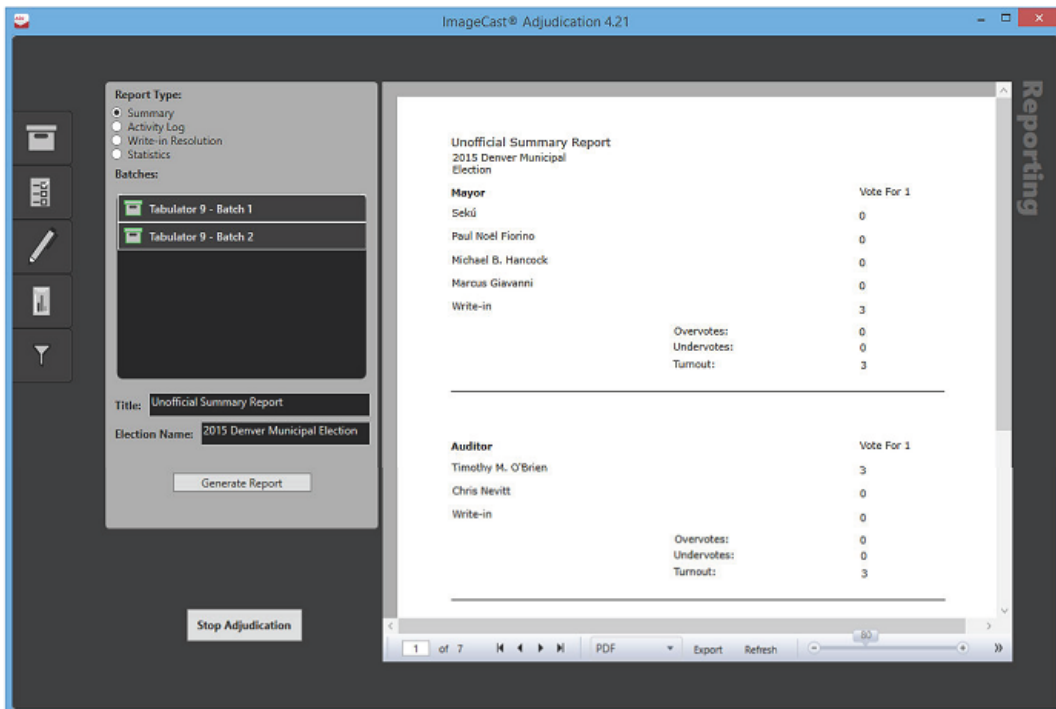 ImageCast® Adjudication 4.21
Reporting
Report Type:
Summary
Activity Log
Write-in Resolution
Statistics
Batches:
Tabulator 9 - Batch 1
Tabulator 9 - Batch 2
Title: Unofficial Summary Report
Election Name: 2015 Denver Municipal Election
Generate Report
Stop Adjudication
Unofficial Summary Report
2015 Denver Municipal
Election
Mayor Vote For 1
Sekú 0
Paul Noël Fiorino 0
Michael B. Hancock 0
Marcus Giavanni 0
Write-in 3
Overvotes: 0
Undervotes: 0
Turnout: 3
Auditor Vote For 1
Timothy M. O'Brien 3
Chris Nevitt 0
Write-in 0
Overvotes: 0
Undervotes: 0
Turnout: 3
1 of 7 PDF Export Refresh 80